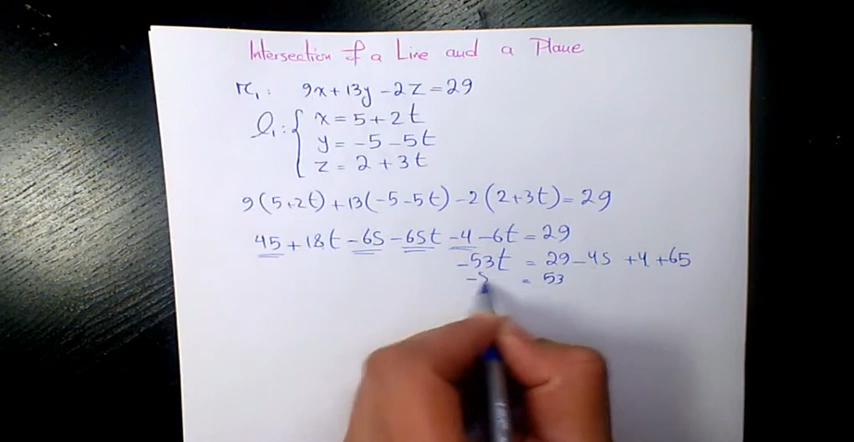 Intersection of a Line and a Plane
π₁: 9x+13y-2z=29
l₁: { x = 5+2t
y = -5-5t
z = 2+3t
9(5+2t)+13(-5-5t)-2(2+3t)=29
45+18t-65-65t-4-6t=29
-53t = 29-45+4+65
-5 = 53